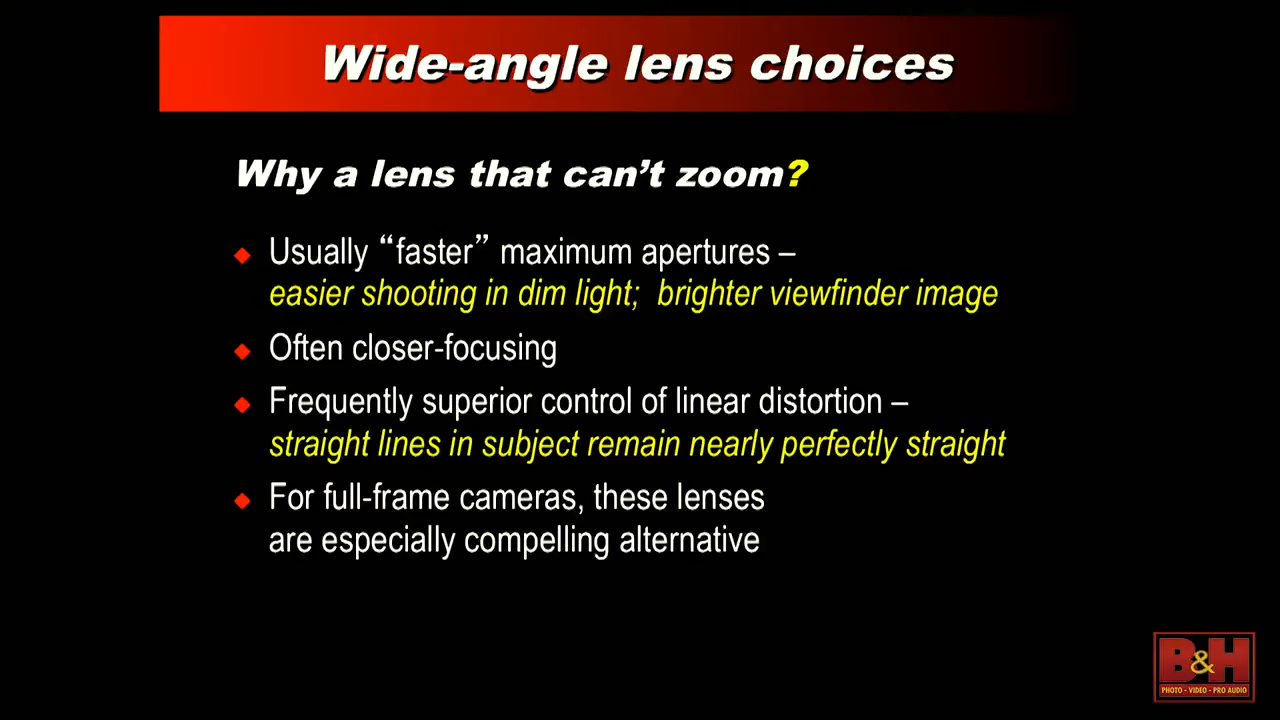 Wide-angle lens choices
Why a lens that can’t zoom?
Usually “faster” maximum apertures –
easier shooting in dim light;  brighter viewfinder image
Often closer-focusing
Frequently superior control of linear distortion –
straight lines in subject remain nearly perfectly straight
For full-frame cameras, these lenses
are especially compelling alternative
B&H
PHOTO - VIDEO - PRO AUDIO